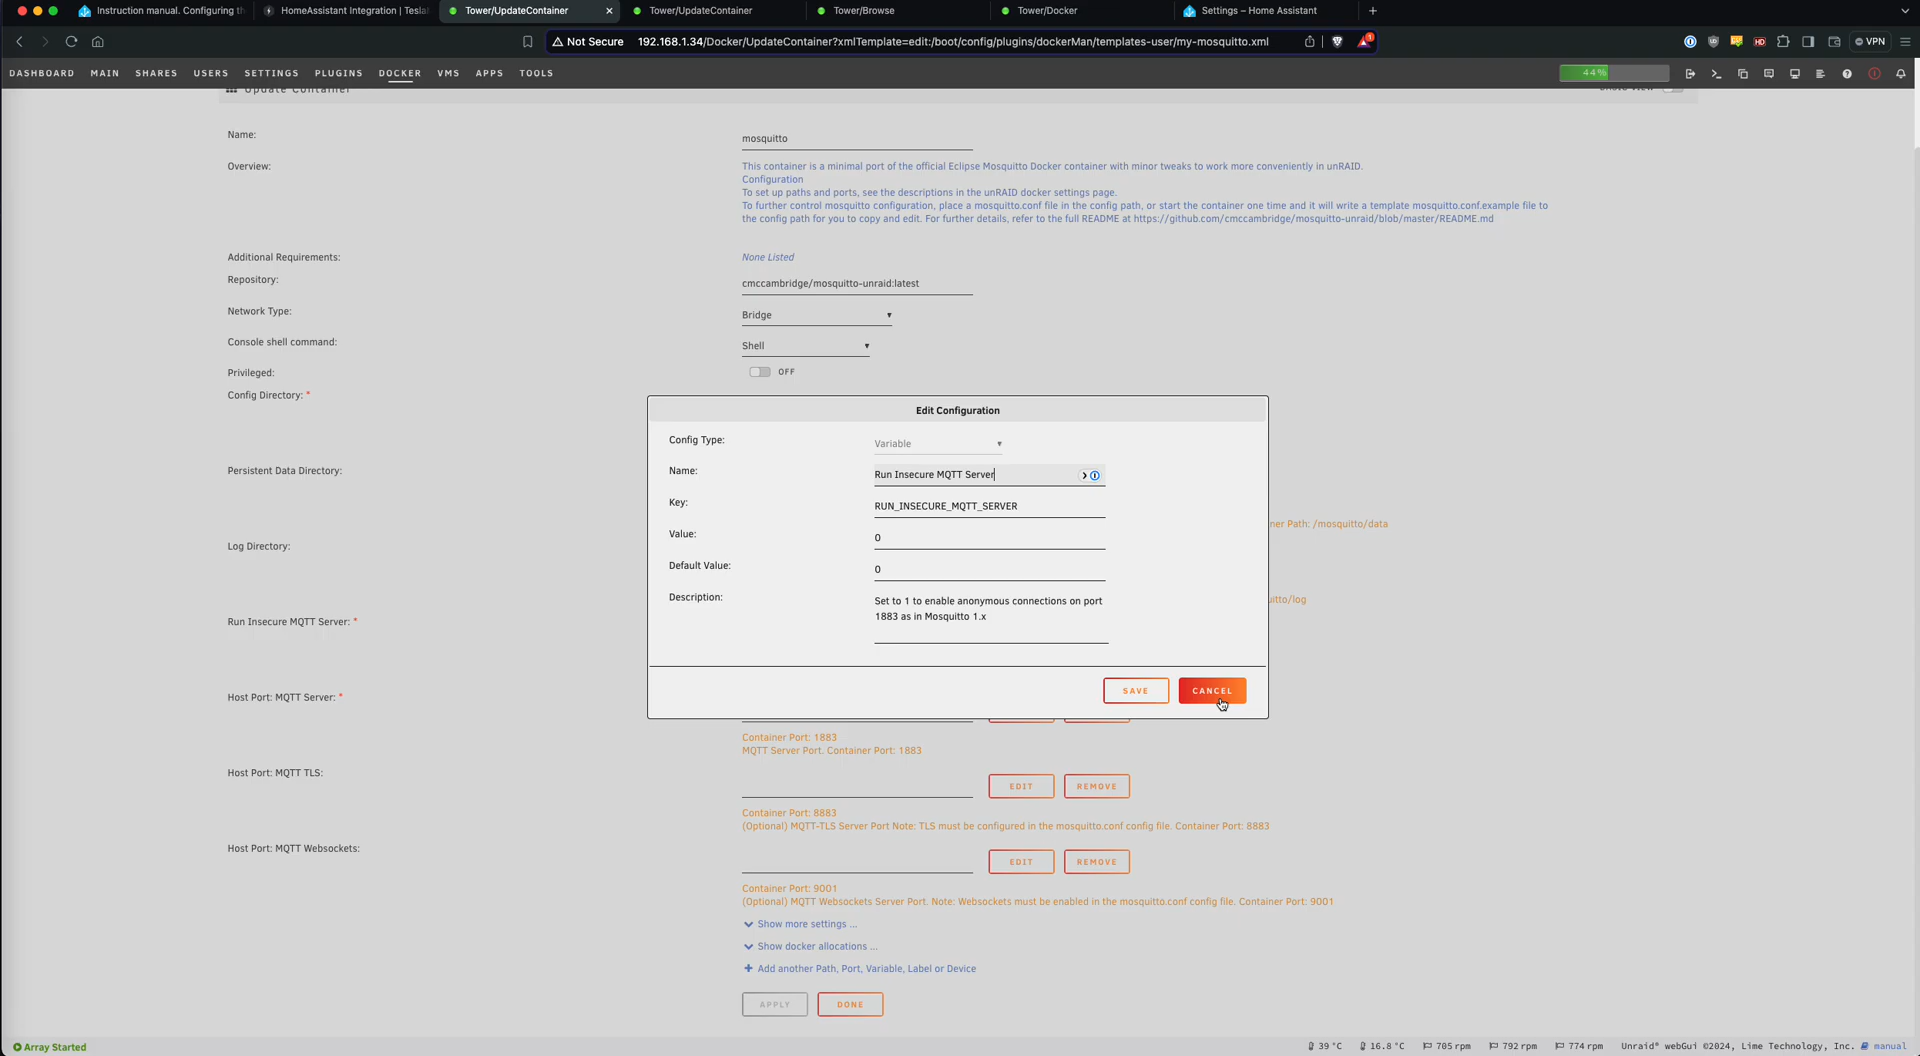 Instruction manual. Configuring th
HomeAssistant Integration | Tesla
Tower/UpdateContainer
Tower/UpdateContainer
Tower/Browse
Tower/Docker
Settings – Home Assistant
Not Secure 192.168.1.34/Docker/UpdateContainer?xmlTemplate=edit:/boot/config/plugins/dockerMan/templates-user/my-mosquitto.xml
VPN
DASHBOARD MAIN SHARES USERS SETTINGS PLUGINS DOCKER VMS APPS TOOLS
44%
Update Container
BASIC VIEW
Name:
mosquitto
Overview:
This container is a minimal port of the official Eclipse Mosquitto Docker container with minor tweaks to work more conveniently in unRAID.
Configuration
To set up paths and ports, see the descriptions in the unRAID docker settings page.
To further control mosquitto configuration, place a mosquitto.conf file in the config path, or start the container one time and it will write a template mosquitto.conf.example file to
the config path for you to copy and edit. For further details, refer to the full README at https://github.com/cmccambridge/mosquitto-unraid/blob/master/README.md
Additional Requirements:
None Listed
Repository:
cmccambridge/mosquitto-unraid:latest
Network Type:
Bridge
Console shell command:
Shell
Privileged:
OFF
Config Directory: *
Edit Configuration
Config Type:
Variable
Name:
Run Insecure MQTT Server
Key:
RUN_INSECURE_MQTT_SERVER
Value:
0
Default Value:
0
Description:
Set to 1 to enable anonymous connections on port
1883 as in Mosquitto 1.x
SAVE
CANCEL
Persistent Data Directory:
ner Path: /mosquitto/data
Log Directory:
uitto/log
Run Insecure MQTT Server: *
Host Port: MQTT Server: *
Container Port: 1883
MQTT Server Port. Container Port: 1883
Host Port: MQTT TLS:
EDIT
REMOVE
Container Port: 8883
(Optional) MQTT-TLS Server Port Note: TLS must be configured in the mosquitto.conf config file. Container Port: 8883
Host Port: MQTT Websockets:
EDIT
REMOVE
Container Port: 9001
(Optional) MQTT Websockets Server Port. Note: Websockets must be enabled in the mosquitto.conf config file. Container Port: 9001
Show more settings ...
Show docker allocations ...
Add another Path, Port, Variable, Label or Device
APPLY
DONE
Array Started
39 °C
16.8 °C
705 rpm
792 rpm
774 rpm
Unraid® webGui ©2024, Lime Technology, Inc.
manual